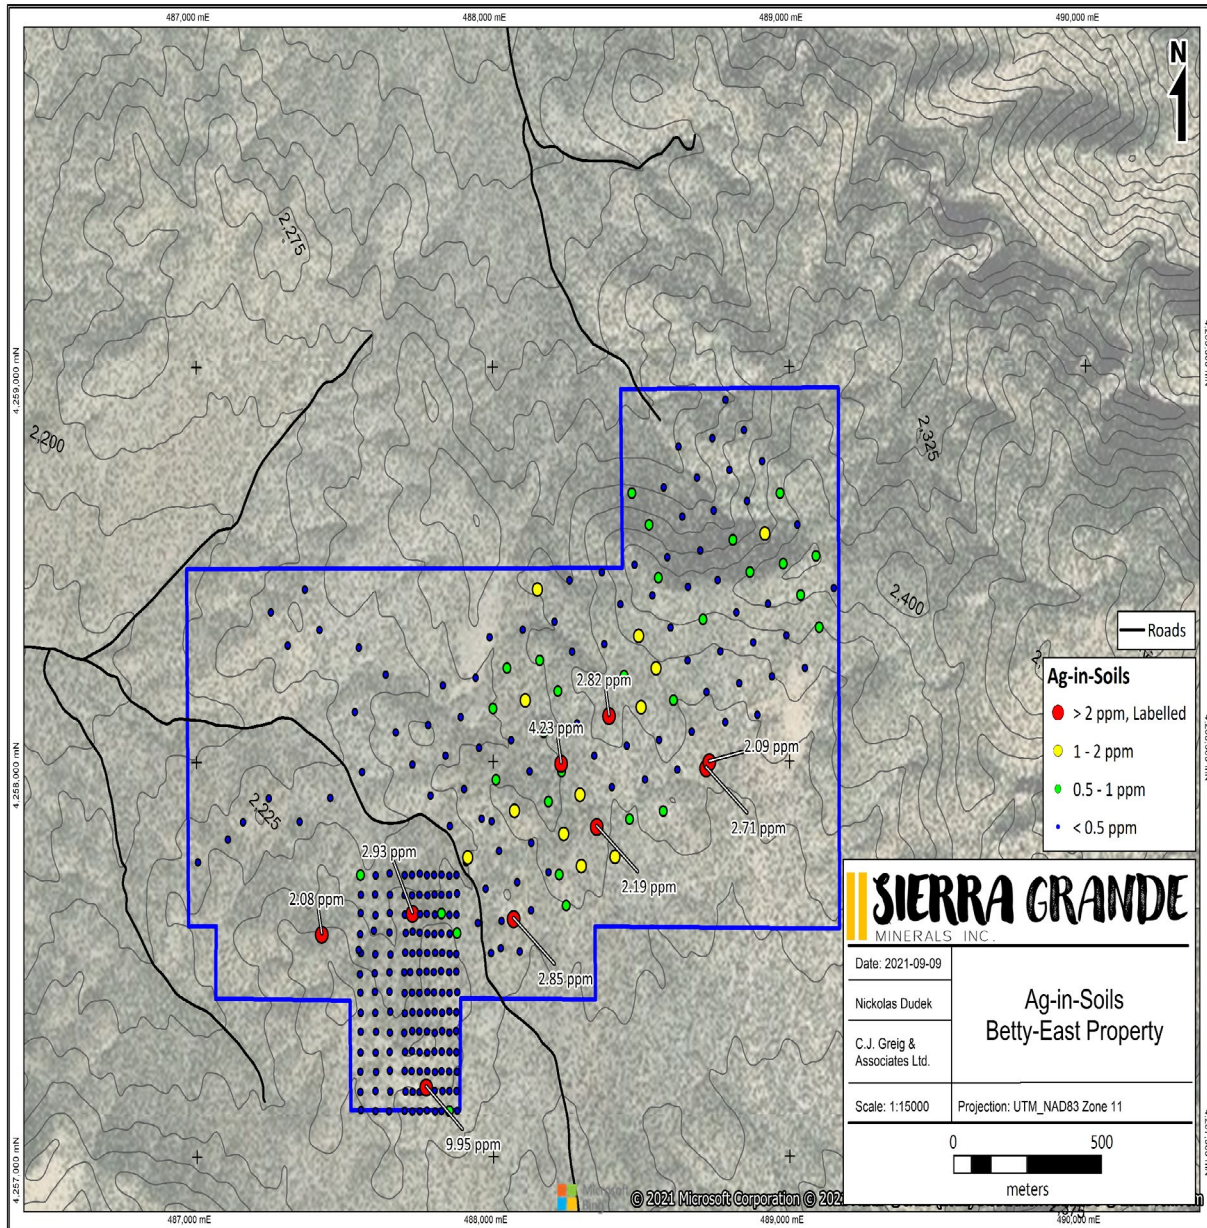 487,000 mE
488,000 mE
489,000 mE
490,000 mE
N
2,275
4,259,000 mN
2,200
2,325
2,400
Roads
Ag-in-Soils
> 2 ppm, Labelled
1 - 2 ppm
0.5 - 1 ppm
< 0.5 ppm
2.82 ppm
4.23 ppm
2.09 ppm
4,258,000 mN
2,225
2.71 ppm
2.93 ppm
2.19 ppm
2.08 ppm
2.85 ppm
SIERRA GRANDE
MINERALS INC.
Date: 2021-09-09
Nickolas Dudek
C.J. Greig &
Associates Ltd.
Ag-in-Soils
Betty-East Property
Scale: 1:15000
Projection: UTM_NAD83 Zone 11
9.95 ppm
4,257,000 mN
0
500
meters
© 2021 Microsoft Corporation ©
2,375
487,000 mE
488,000 mE
489,000 mE
490,000 mE